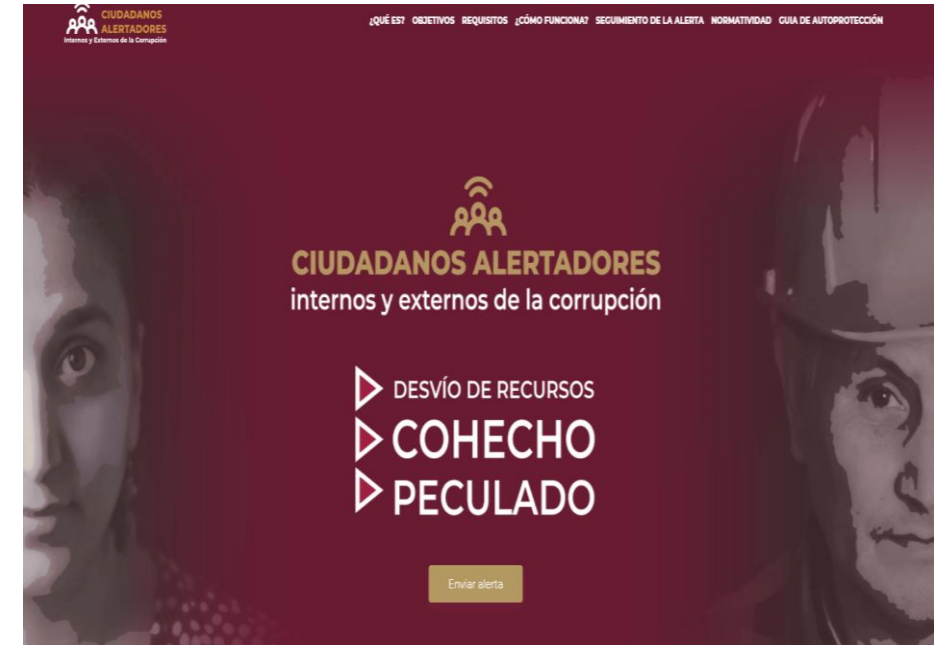 CIUDADANOS
ALERTADORES
Internos y Externos de la Corrupción
¿QUÉ ES? OBJETIVOS REQUISITOS ¿CÓMO FUNCIONA? SEGUIMIENTO DE LA ALERTA NORMATIVIDAD GUIA DE AUTOPROTECCIÓN
CIUDADANOS ALERTADORES
internos y externos de la corrupción
DESVÍO DE RECURSOS
COHECHO
PECULADO
Enviar alerta